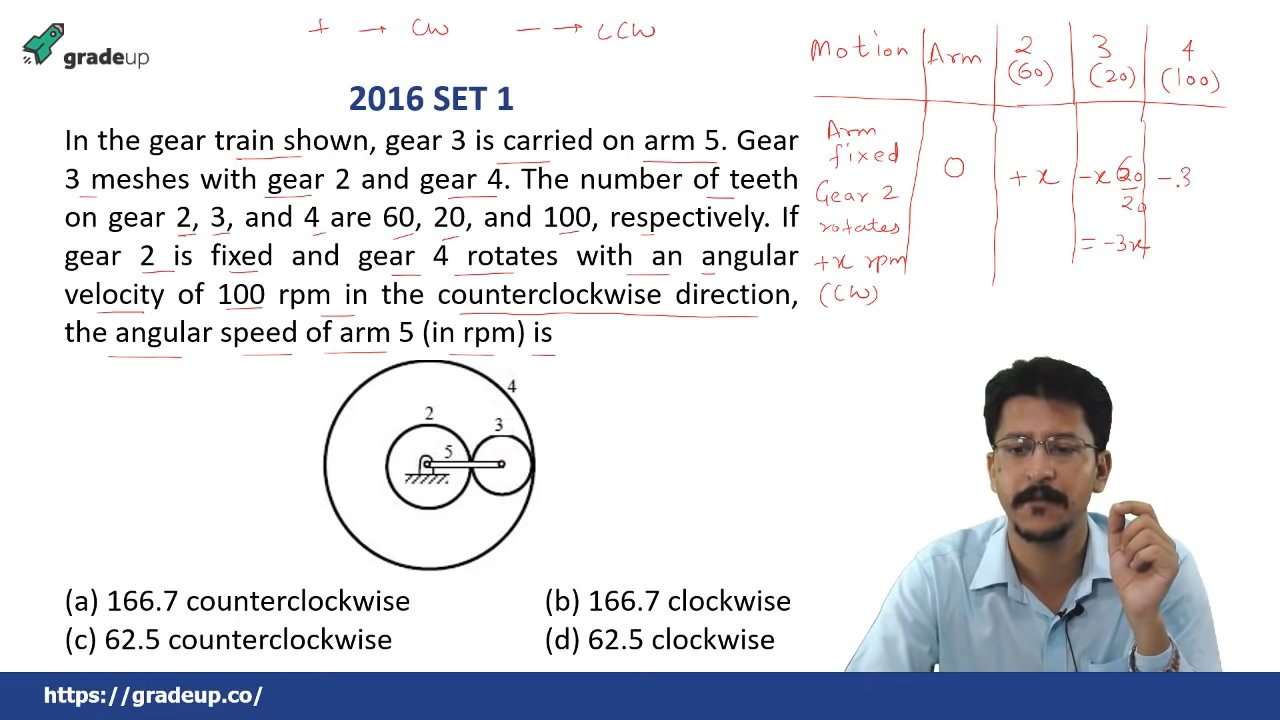 + → CW − → CCW
gradeup
2016 SET 1
In the gear train shown, gear 3 is carried on arm 5. Gear
3 meshes with gear 2 and gear 4. The number of teeth
on gear 2, 3, and 4 are 60, 20, and 100, respectively. If
gear 2 is fixed and gear 4 rotates with an angular
velocity of 100 rpm in the counterclockwise direction,
the angular speed of arm 5 (in rpm) is
4
2
3
5
(a) 166.7 counterclockwise
(b) 166.7 clockwise
(c) 62.5 counterclockwise
(d) 62.5 clockwise
Motion Arm 2 3 4
(60) (20) (100)
Arm
fixed
Gear 2
rotates
+x rpm
(CW)
0
+x
-x 60/20
= -3x
-3
https://gradeup.co/